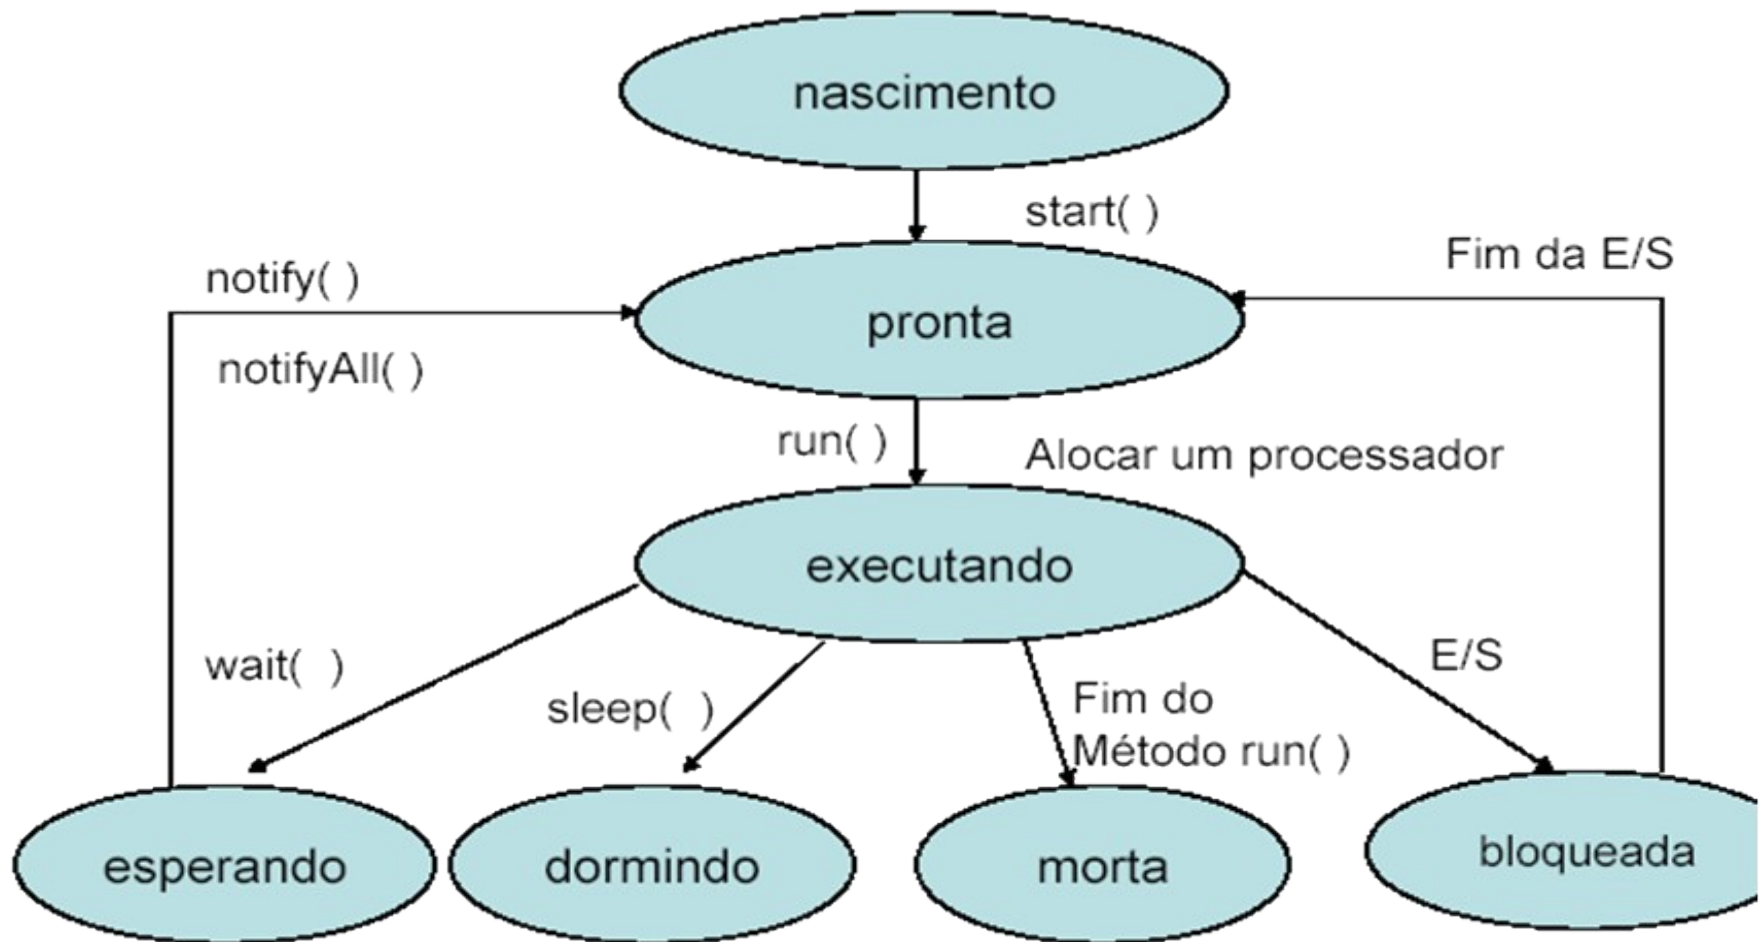 nascimento
start( )
notify( )
Fim da E/S
pronta
notifyAll( )
run( )
Alocar um processador
executando
wait(  )
E/S
sleep(  )
Fim do
Método run( )
esperando
dormindo
morta
bloqueada